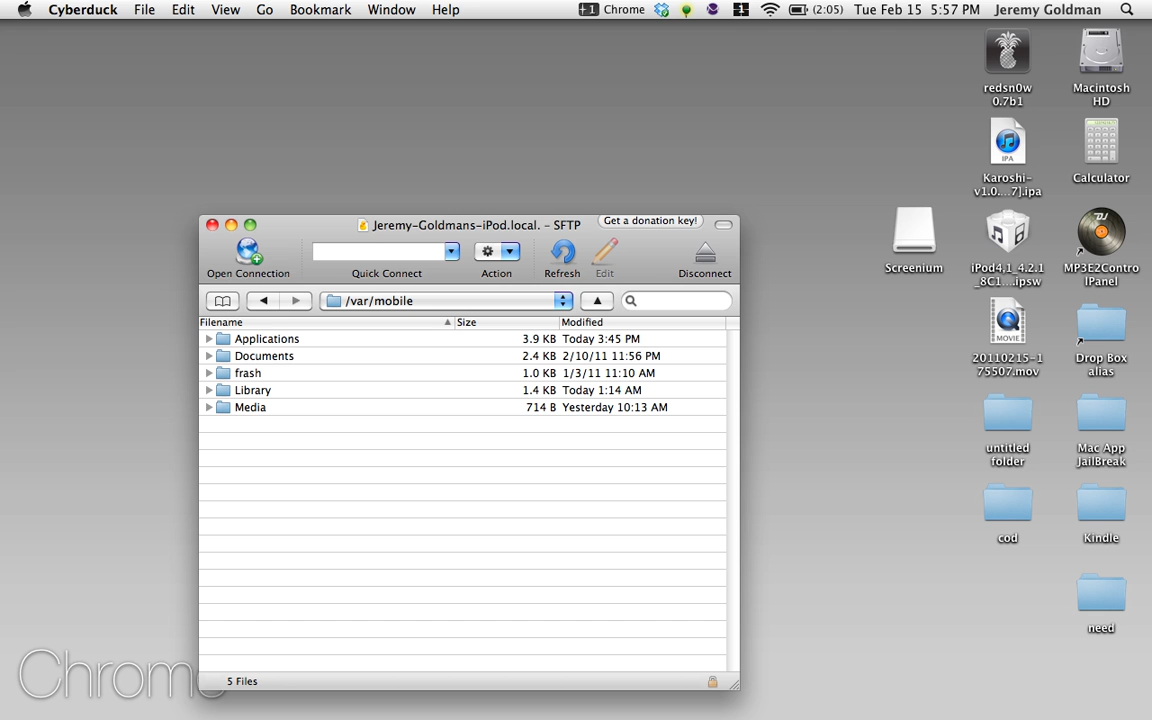 Cyberduck File Edit View Go Bookmark Window Help +1 Chrome 1 (2:05) Tue Feb 15 5:57 PM Jeremy Goldman
redsn0w
0.7b1
Macintosh
HD
IPA
Karoshi-
v1.0....7].ipa
Calculator
Screenium
iPod4,1_4.2.1
_8C1...ipsw
DJ
MP3E2Contro
lPanel
MOVIE
20110215-1
75507.mov
Drop Box
alias
untitled
folder
Mac App
JailBreak
cod
Kindle
need
Jeremy-Goldmans-iPod.local. – SFTP
Get a donation key!
Open Connection Quick Connect Action Refresh Edit Disconnect
/var/mobile
Filename Size Modified
Applications 3.9 KB Today 3:45 PM
Documents 2.4 KB 2/10/11 11:56 PM
frash 1.0 KB 1/3/11 11:10 AM
Library 1.4 KB Today 1:14 AM
Media 714 B Yesterday 10:13 AM
5 Files
Chrom